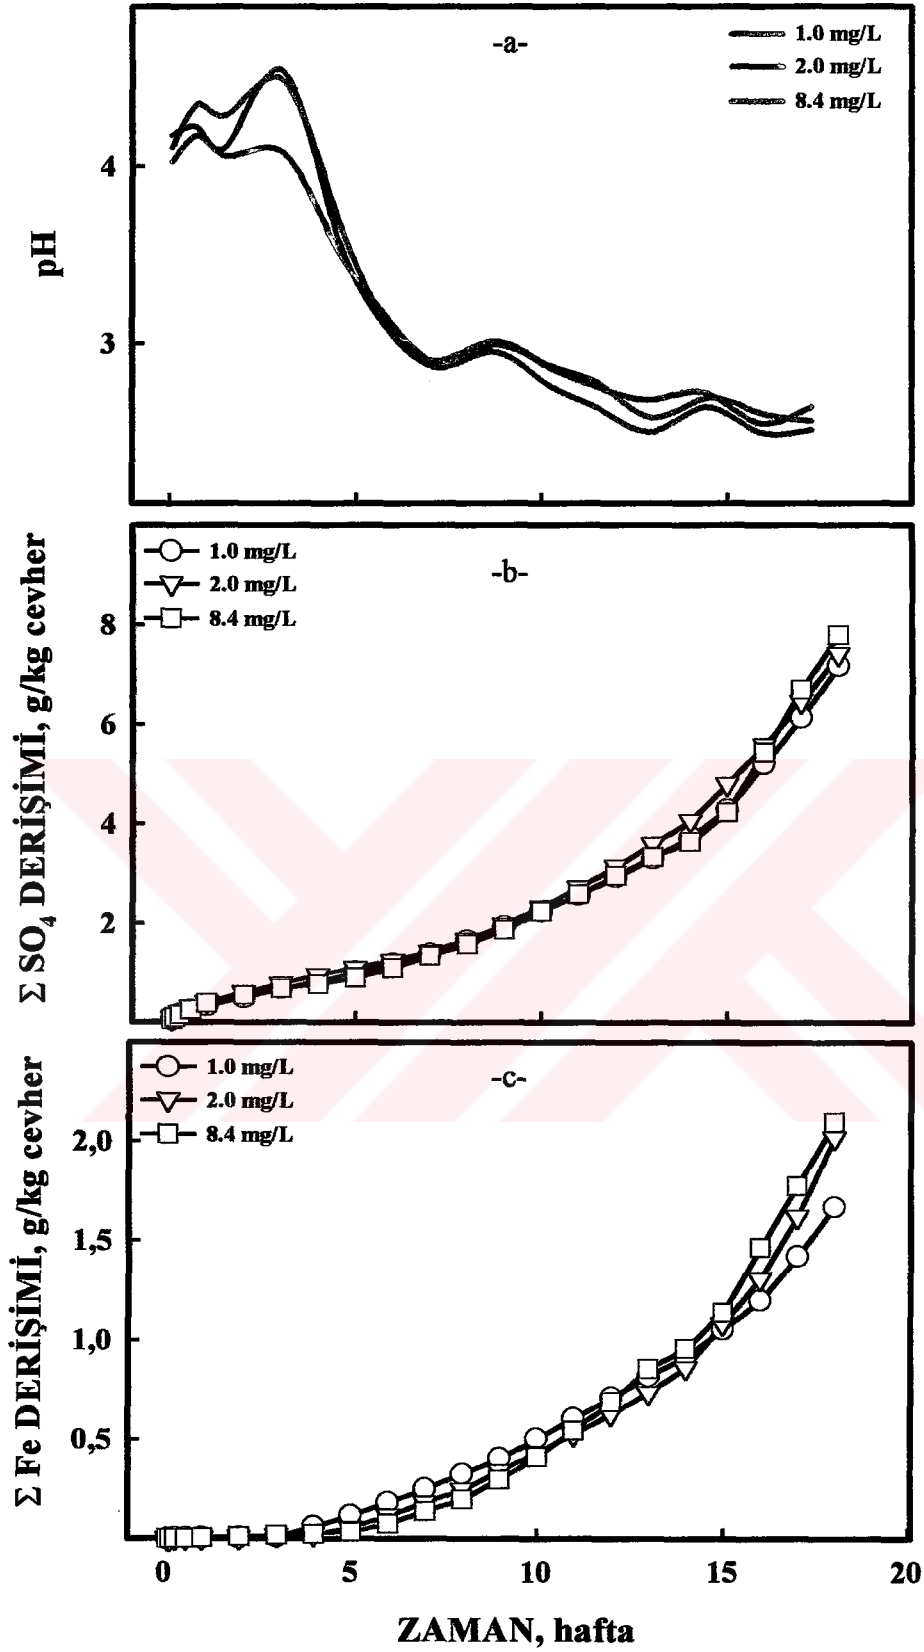 -a-
1.0 mg/L
2.0 mg/L
8.4 mg/L
4
3
pH
-b-
1.0 mg/L
2.0 mg/L
8.4 mg/L
8
6
4
2
Σ SO₄ DERİŞİMİ, g/kg cevher
-c-
1.0 mg/L
2.0 mg/L
8.4 mg/L
2,0
1,5
1,0
0,5
Σ Fe DERİŞİMİ, g/kg cevher
0 5 10 15 20
ZAMAN, hafta